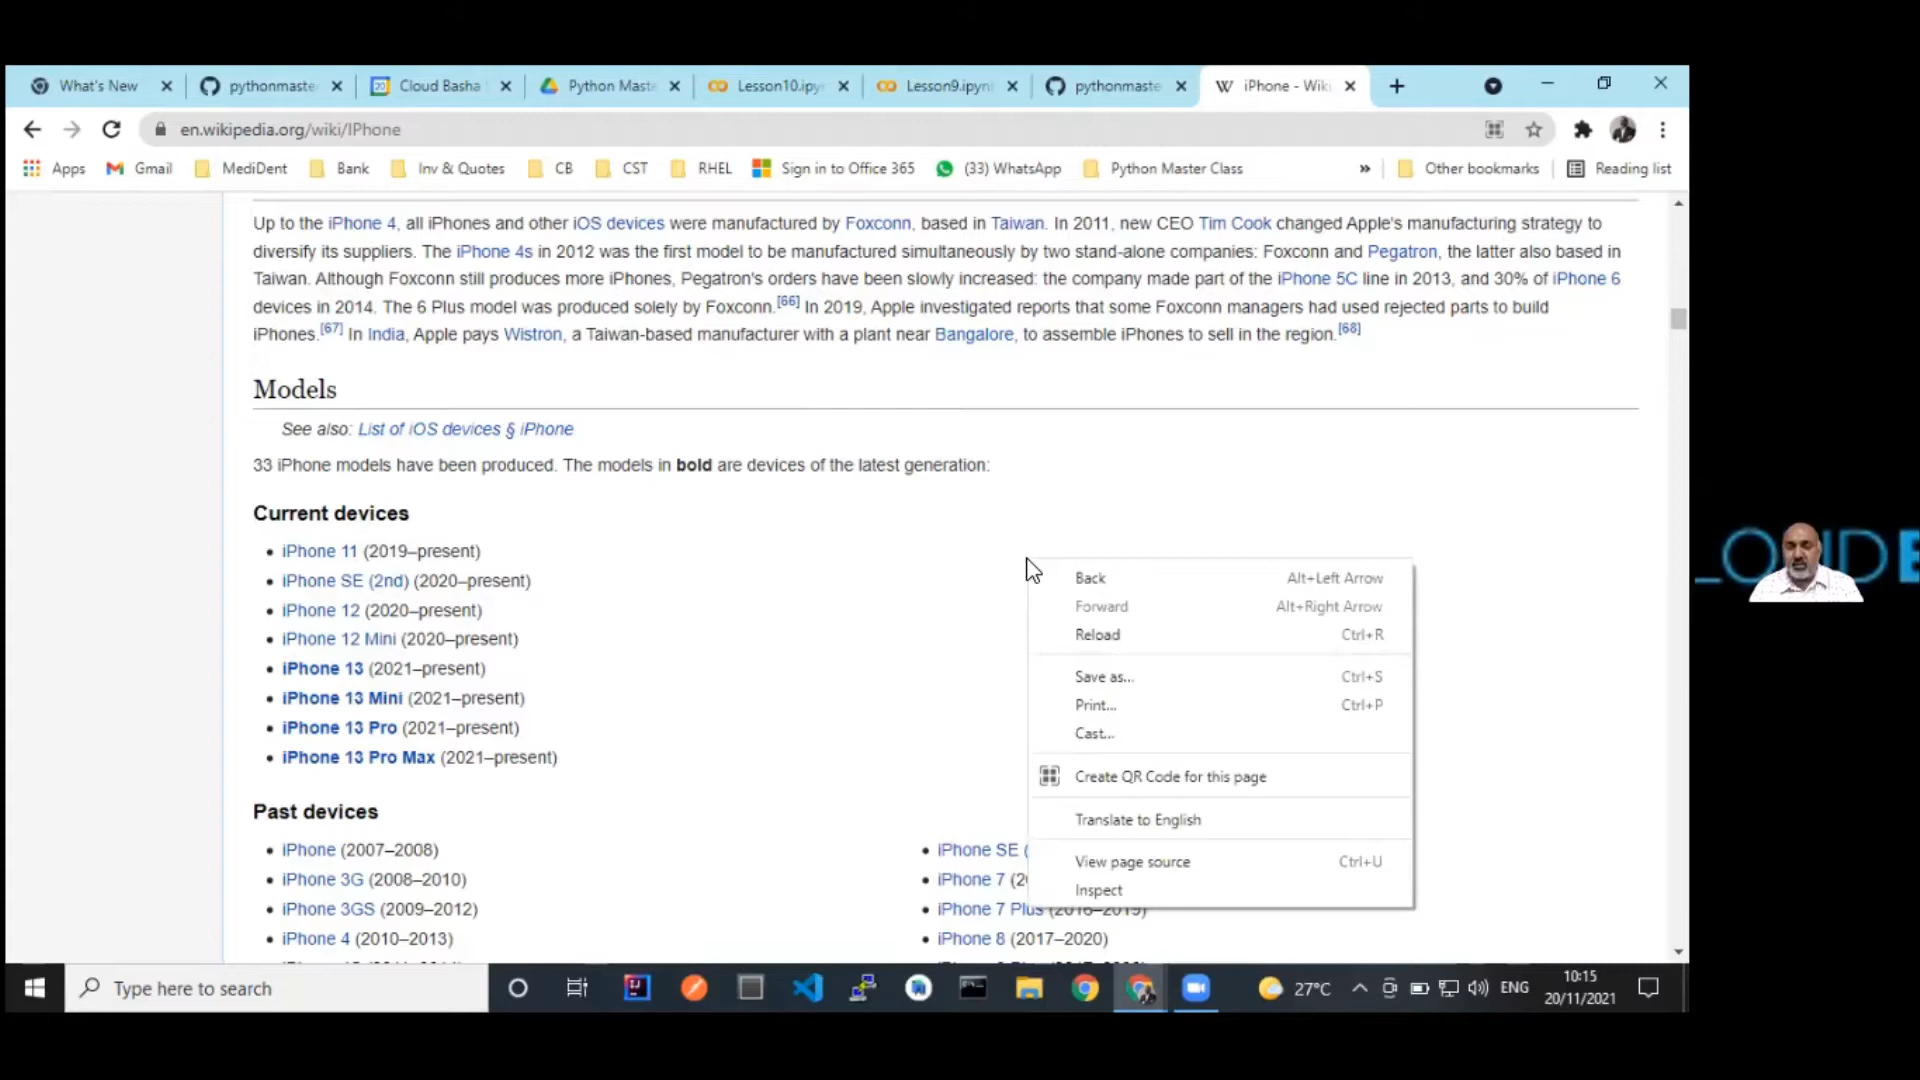 What's New
pythonmaste
Cloud Basha
Python Mast
Lesson10.ipy
Lesson9.ipyn
pythonmaste
iPhone - Wiki
en.wikipedia.org/wiki/IPhone
Apps
Gmail
MediDent
Bank
Inv & Quotes
CB
CST
RHEL
Sign in to Office 365
(33) WhatsApp
Python Master Class
»
Other bookmarks
Reading list
Up to the iPhone 4, all iPhones and other iOS devices were manufactured by Foxconn, based in Taiwan. In 2011, new CEO Tim Cook changed Apple's manufacturing strategy to
diversify its suppliers. The iPhone 4s in 2012 was the first model to be manufactured simultaneously by two stand-alone companies: Foxconn and Pegatron, the latter also based in
Taiwan. Although Foxconn still produces more iPhones, Pegatron's orders have been slowly increased: the company made part of the iPhone 5C line in 2013, and 30% of iPhone 6
devices in 2014. The 6 Plus model was produced solely by Foxconn.[66] In 2019, Apple investigated reports that some Foxconn managers had used rejected parts to build
iPhones.[67] In India, Apple pays Wistron, a Taiwan-based manufacturer with a plant near Bangalore, to assemble iPhones to sell in the region.[68]
Models
See also: List of iOS devices § iPhone
33 iPhone models have been produced. The models in bold are devices of the latest generation:
Current devices
• iPhone 11 (2019–present)
• iPhone SE (2nd) (2020–present)
• iPhone 12 (2020–present)
• iPhone 12 Mini (2020–present)
• iPhone 13 (2021–present)
• iPhone 13 Mini (2021–present)
• iPhone 13 Pro (2021–present)
• iPhone 13 Pro Max (2021–present)
Past devices
• iPhone (2007–2008)
• iPhone 3G (2008–2010)
• iPhone 3GS (2009–2012)
• iPhone 4 (2010–2013)
• iPhone SE (
• iPhone 7 (2
• iPhone 7 Plus (2016–2019)
• iPhone 8 (2017–2020)
Back Alt+Left Arrow
Forward Alt+Right Arrow
Reload Ctrl+R
Save as... Ctrl+S
Print... Ctrl+P
Cast...
Create QR Code for this page
Translate to English
View page source Ctrl+U
Inspect
Type here to search
27°C
ENG
10:15
20/11/2021